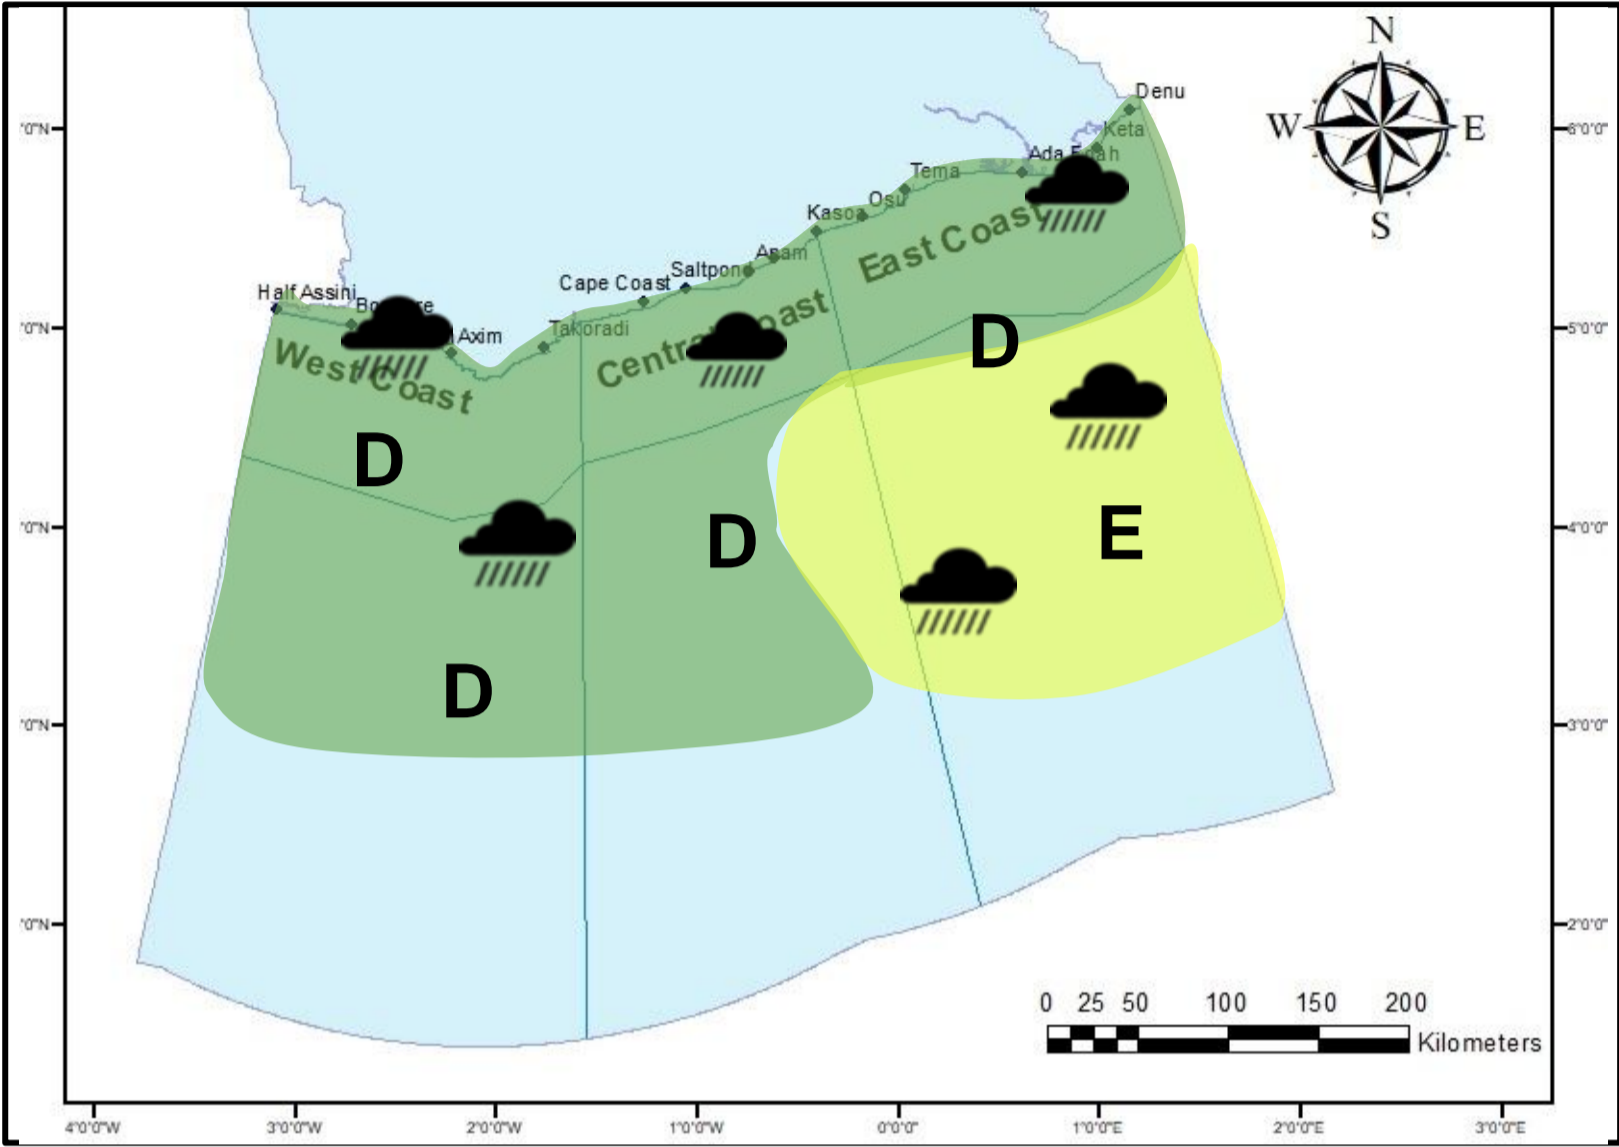 N
W
E
S
Denu
6°0'0"
Keta
Ada Foah
Tema
Osu
Kasoa
East Coast
Apam
Saltpond
Cape Coast
Half Assini
Takoradi
Axim
5°0'0"
D
Central Coast
West Coast
D
E
D
4°0'0"
D
3°0'0"
2°0'0"
0 25 50 100 150 200
Kilometers
4°0'0"W 3°0'0"W 2°0'0"W 1°0'0"W 0°0'0" 1°0'0"E 2°0'0"E 3°0'0"E